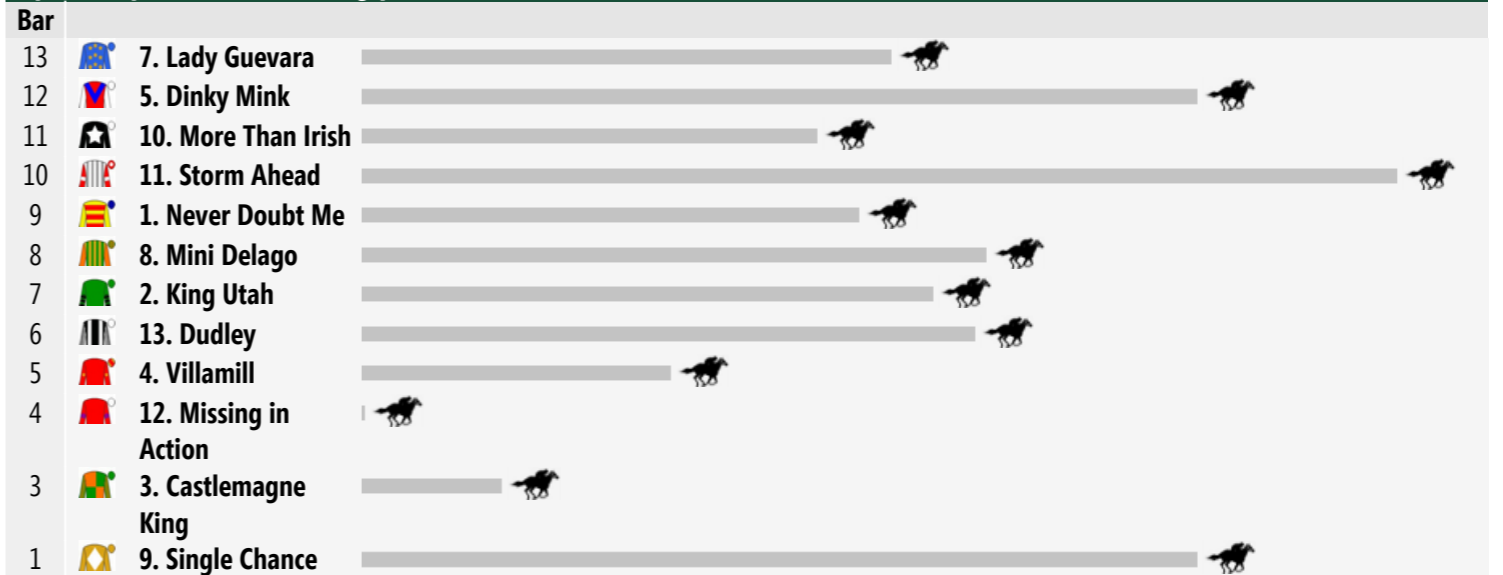 Bar
13 7. Lady Guevara
12 5. Dinky Mink
11 10. More Than Irish
10 11. Storm Ahead
9 1. Never Doubt Me
8 8. Mini Delago
7 2. King Utah
6 13. Dudley
5 4. Villamill
4 12. Missing in
Action
3 3. Castlemagne
King
1 9. Single Chance